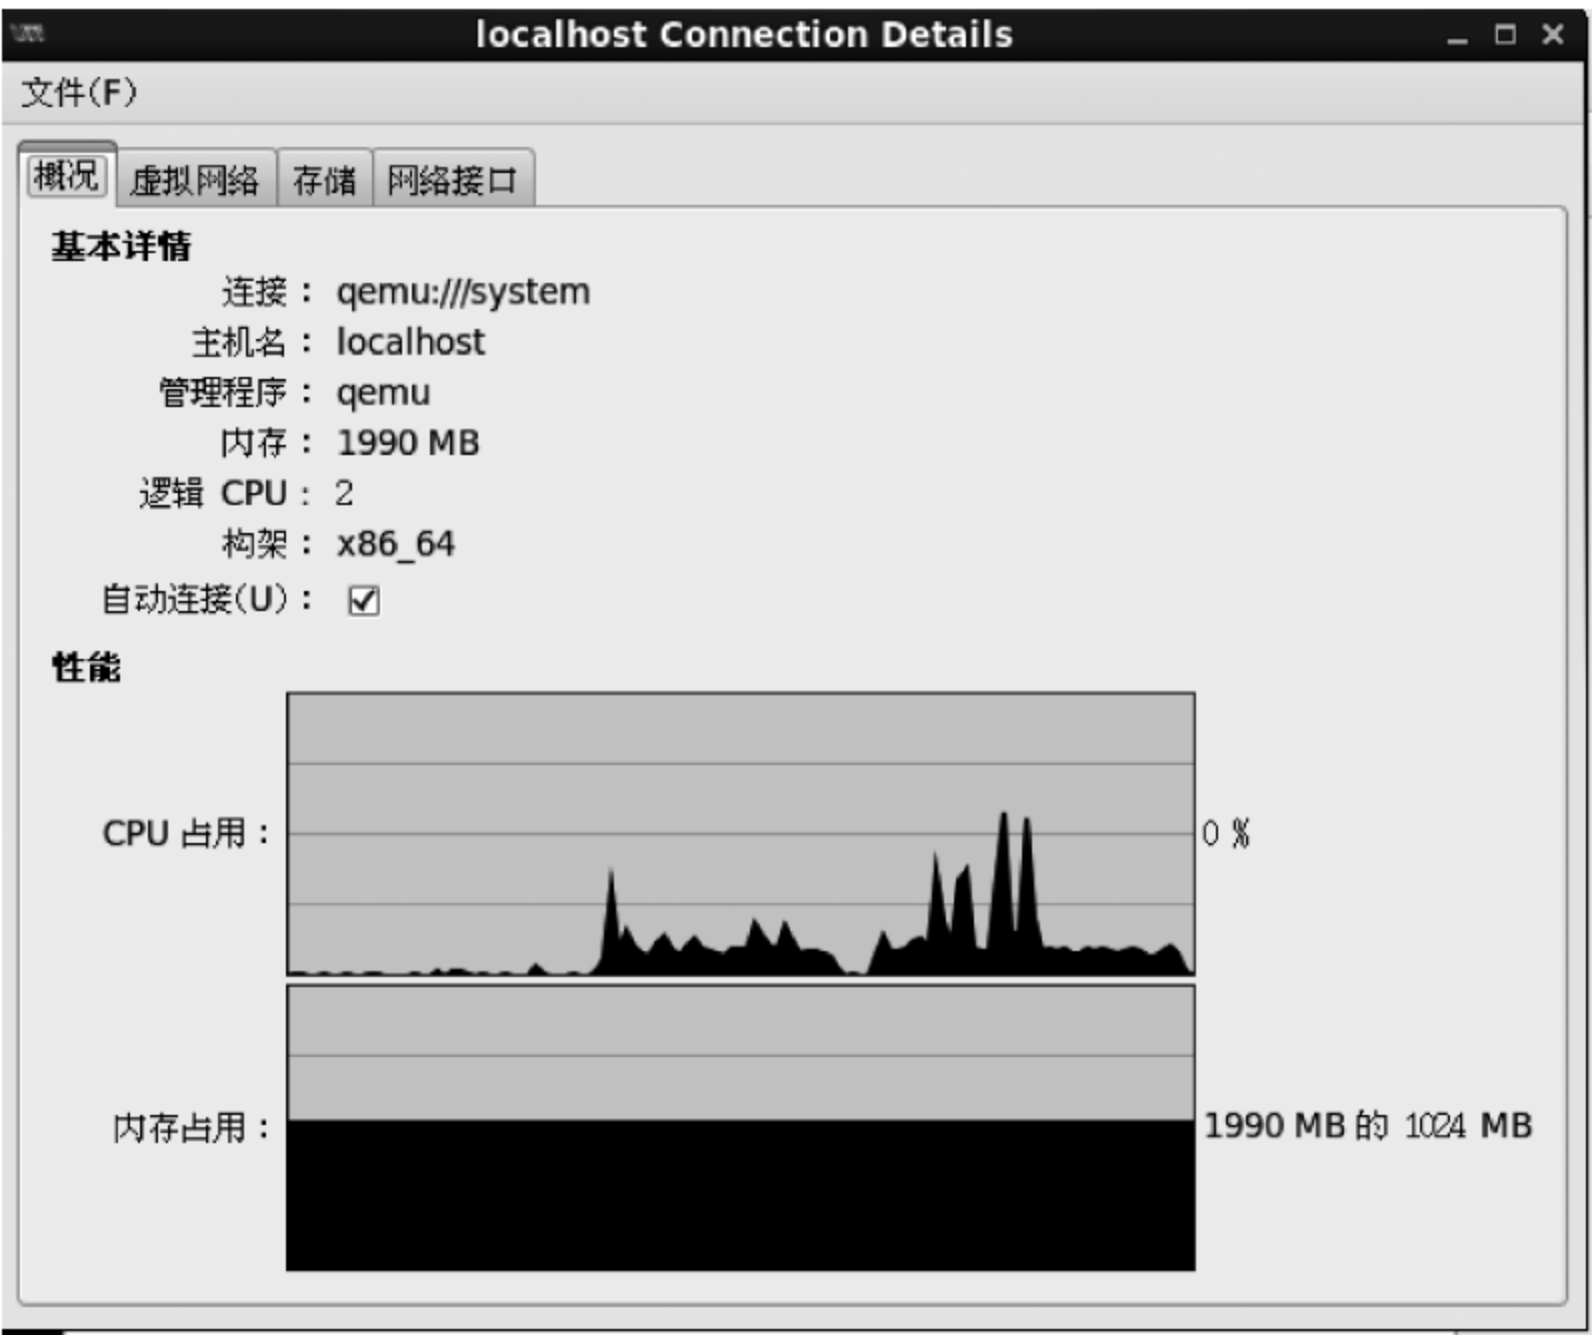 localhost Connection Details
文件(F)
概况 虚拟网络 存储 网络接口
基本详情
连接： qemu:///system
主机名： localhost
管理程序： qemu
内存： 1990 MB
逻辑 CPU： 2
构架： x86_64
自动连接(U)：
性能
CPU 占用： 0 %
内存占用： 1990 MB 的 1024 MB